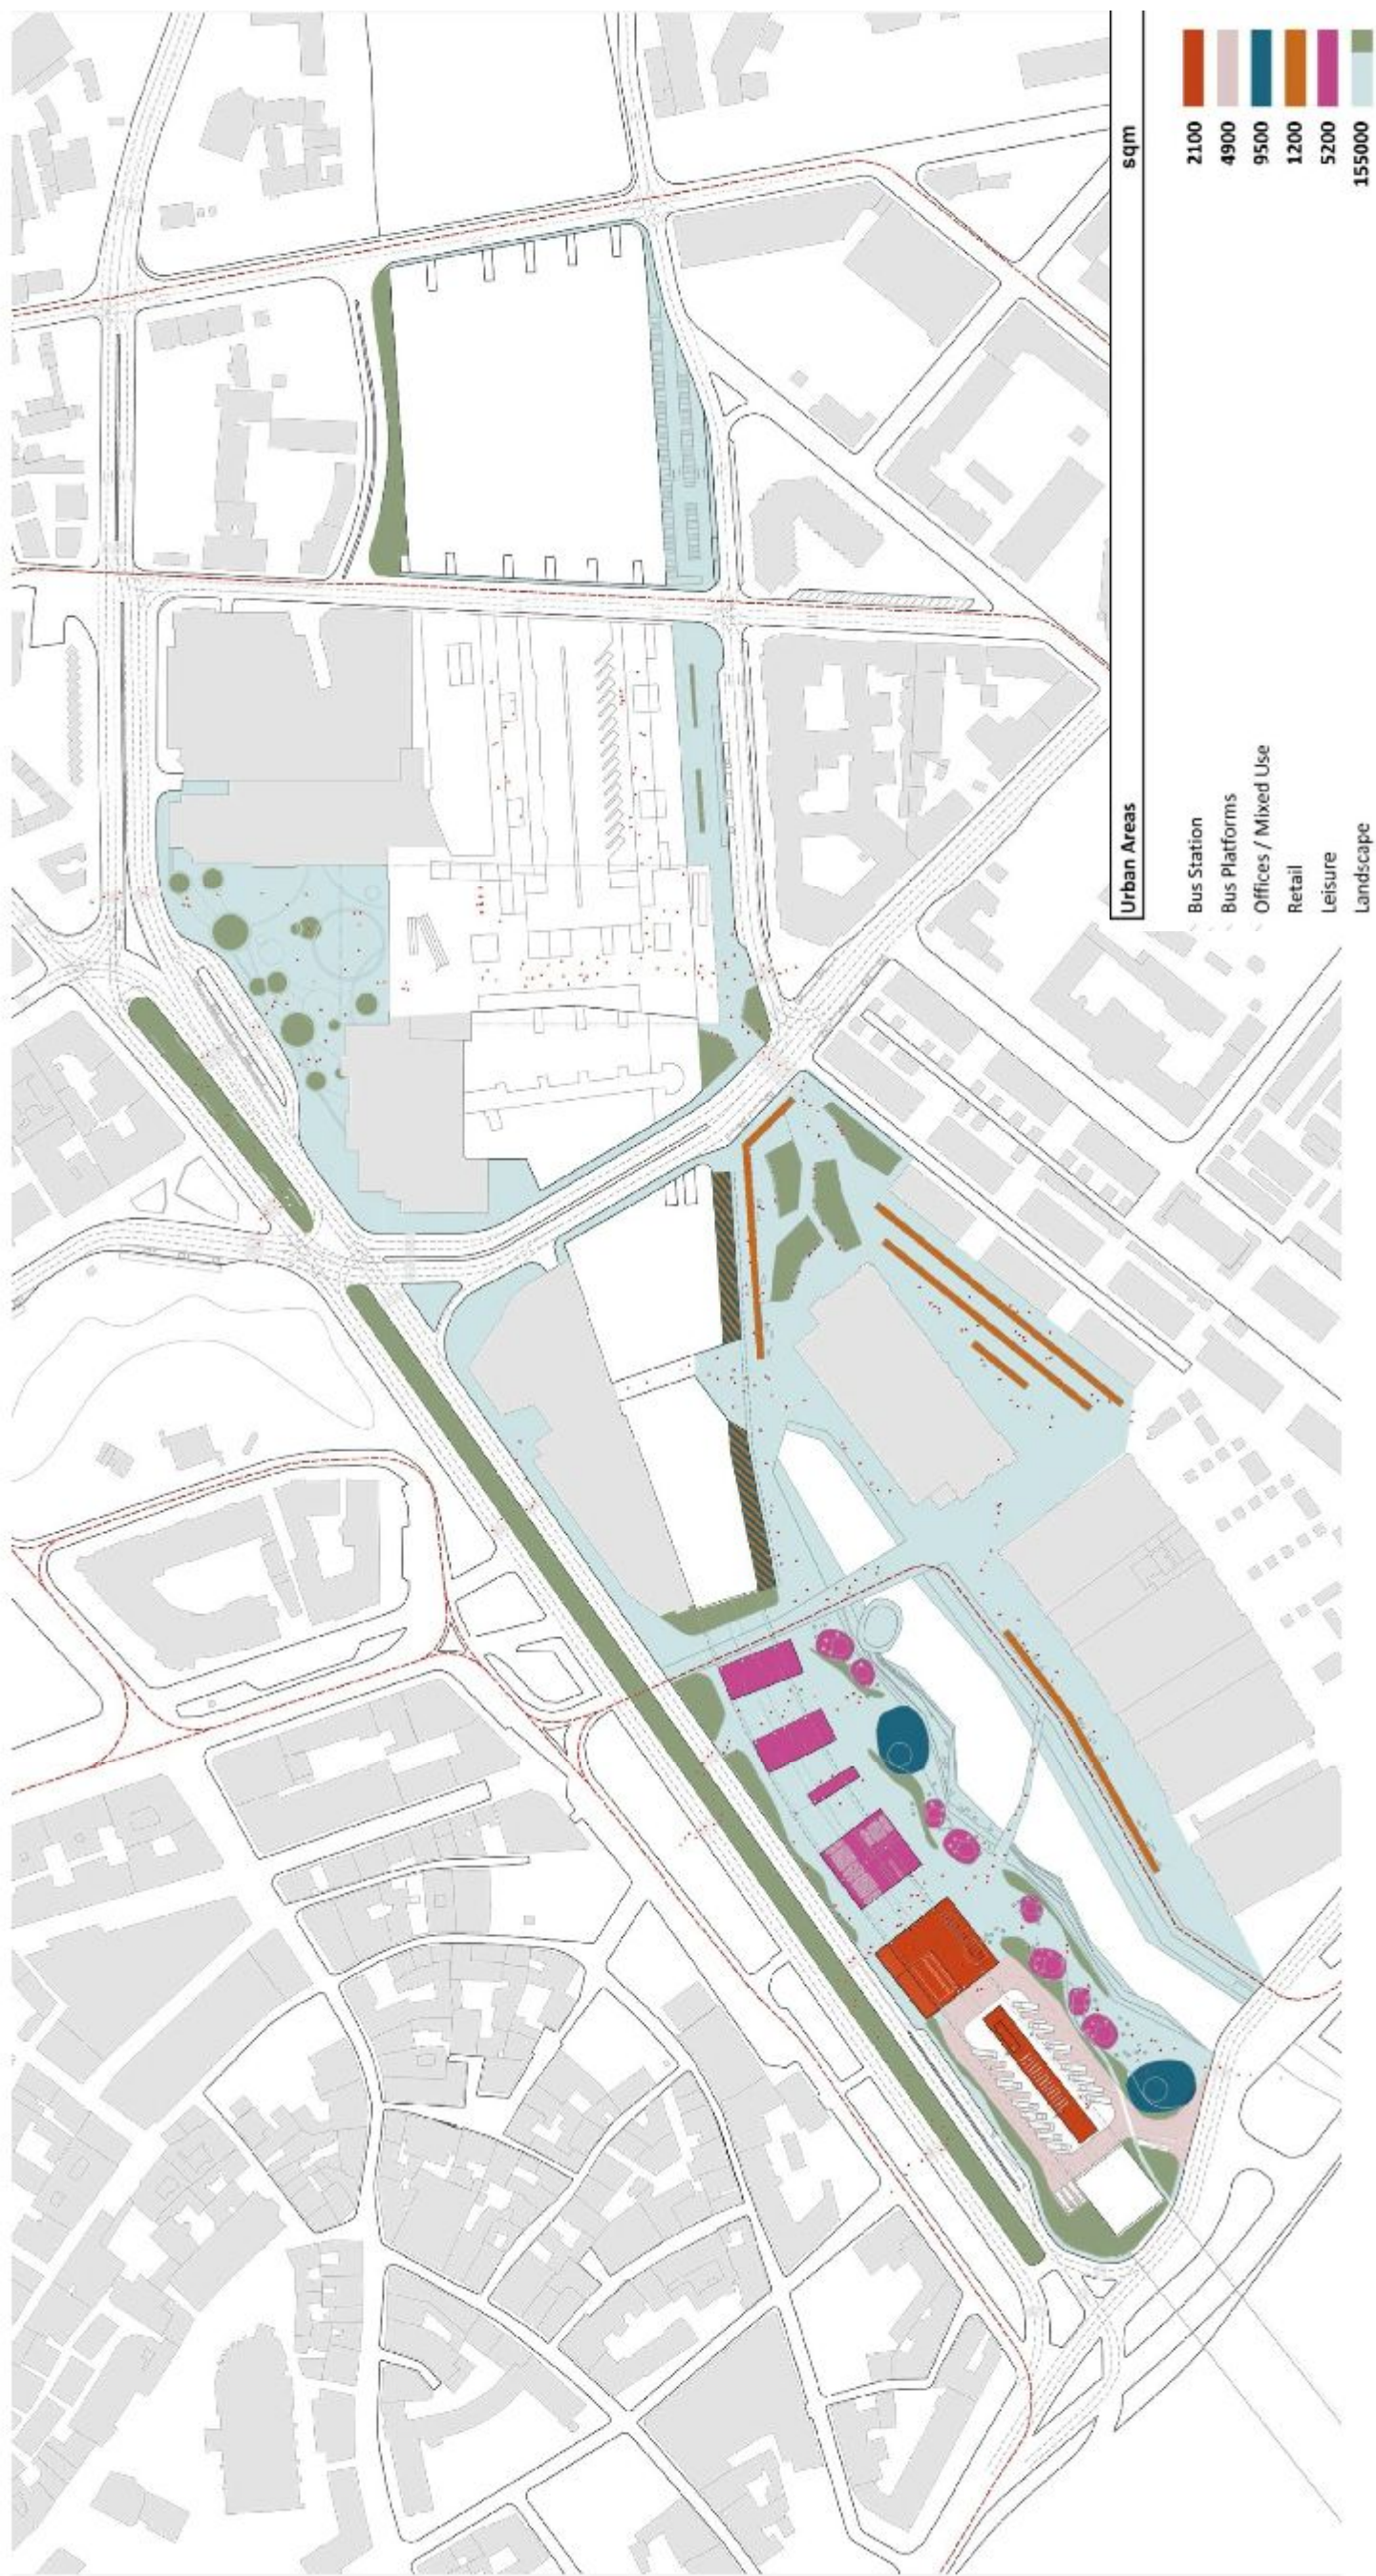 Urban Areas sqm
Bus Station 2100
Bus Platforms 4900
Offices / Mixed Use 9500
Retail 1200
Leisure 5200
Landscape 155000